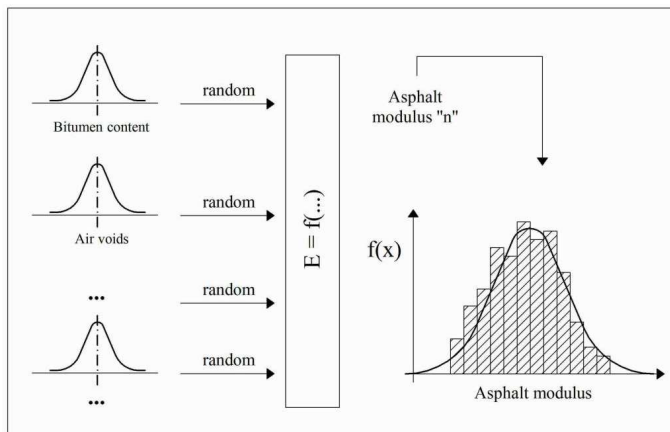 random
Bitumen content
random
Air voids
...
random
random
...
E = f(...)
Asphalt
modulus "n"
f(x)
Asphalt modulus